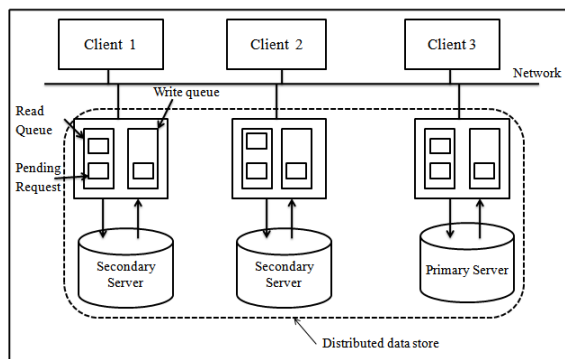 Client 1
Client 2
Client 3
Network
Write queue
Read
Queue
Pending
Request
Secondary
Server
Secondary
Server
Primary Server
Distributed data store